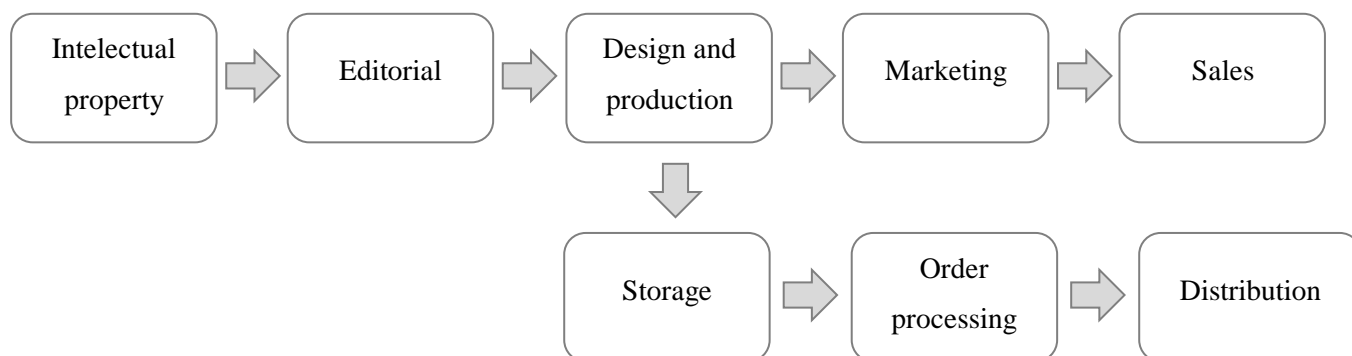 Intelectual
property
Editorial
Design and
production
Marketing
Sales
Storage
Order
processing
Distribution